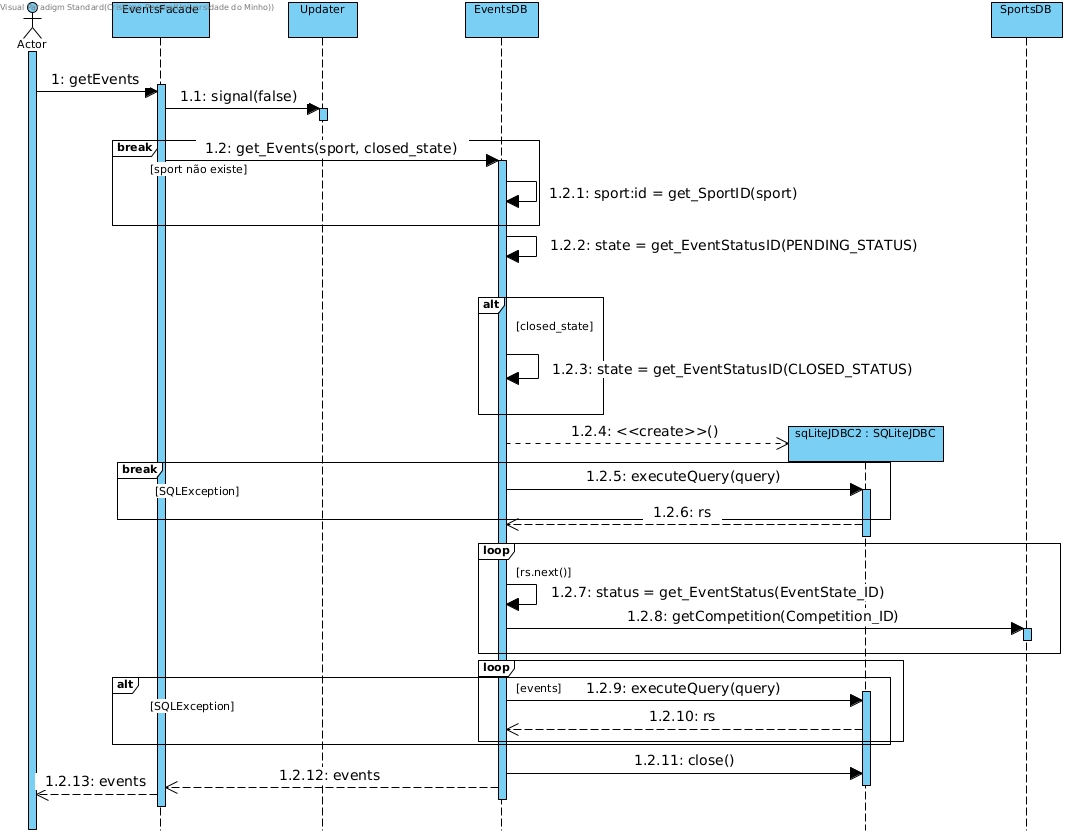 Visual Paradigm Standard(Cris (Universidade do Minho))
EventsFacade
Updater
EventsDB
SportsDB
Actor
1: getEvents
1.1: signal(false)
break
1.2: get_Events(sport, closed_state)
[sport não existe]
1.2.1: sport:id = get_SportID(sport)
1.2.2: state = get_EventStatusID(PENDING_STATUS)
alt
[closed_state]
1.2.3: state = get_EventStatusID(CLOSED_STATUS)
1.2.4: <<create>>()
sqLiteJDBC2 : SQLiteJDBC
break
1.2.5: executeQuery(query)
[SQLException]
1.2.6: rs
loop
[rs.next()]
1.2.7: status = get_EventStatus(EventState_ID)
1.2.8: getCompetition(Competition_ID)
loop
alt
[events]
1.2.9: executeQuery(query)
[SQLException]
1.2.10: rs
1.2.11: close()
1.2.12: events
1.2.13: events